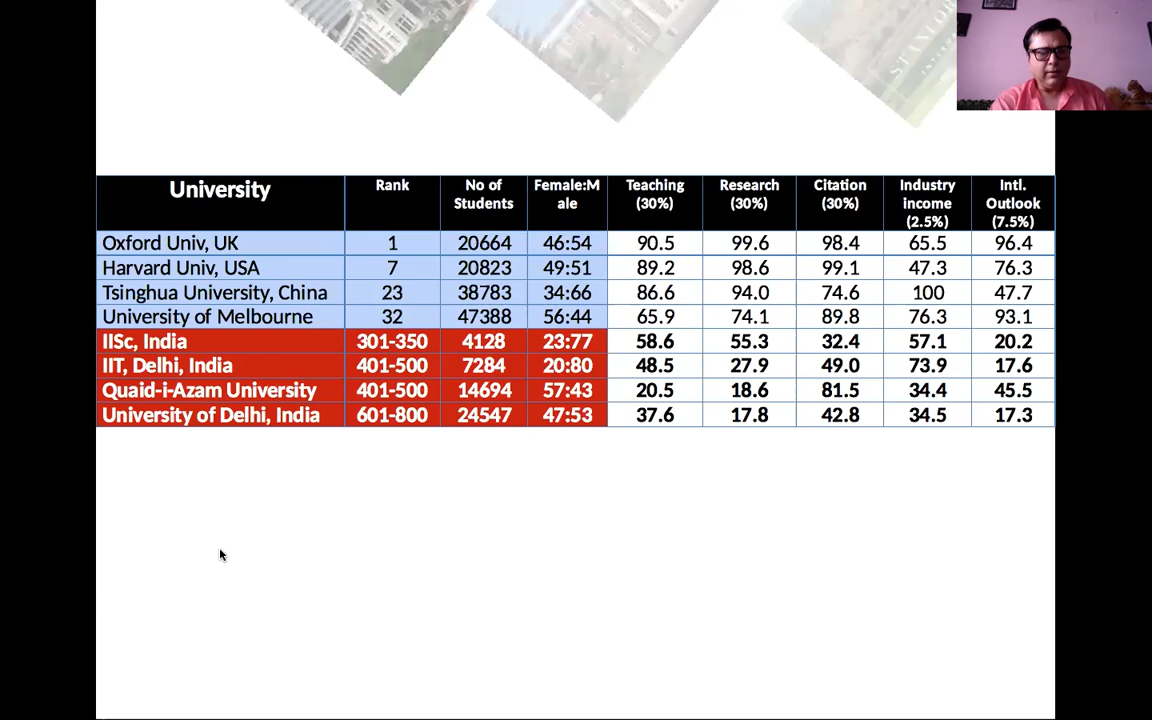 University Rank No of Students Female:M ale Teaching (30%) Research (30%) Citation (30%) Industry income (2.5%) Intl. Outlook (7.5%)
Oxford Univ, UK 1 20664 46:54 90.5 99.6 98.4 65.5 96.4
Harvard Univ, USA 7 20823 49:51 89.2 98.6 99.1 47.3 76.3
Tsinghua University, China 23 38783 34:66 86.6 94.0 74.6 100 47.7
University of Melbourne 32 47388 56:44 65.9 74.1 89.8 76.3 93.1
IISc, India 301-350 4128 23:77 58.6 55.3 32.4 57.1 20.2
IIT, Delhi, India 401-500 7284 20:80 48.5 27.9 49.0 73.9 17.6
Quaid-i-Azam University 401-500 14694 57:43 20.5 18.6 81.5 34.4 45.5
University of Delhi, India 601-800 24547 47:53 37.6 17.8 42.8 34.5 17.3